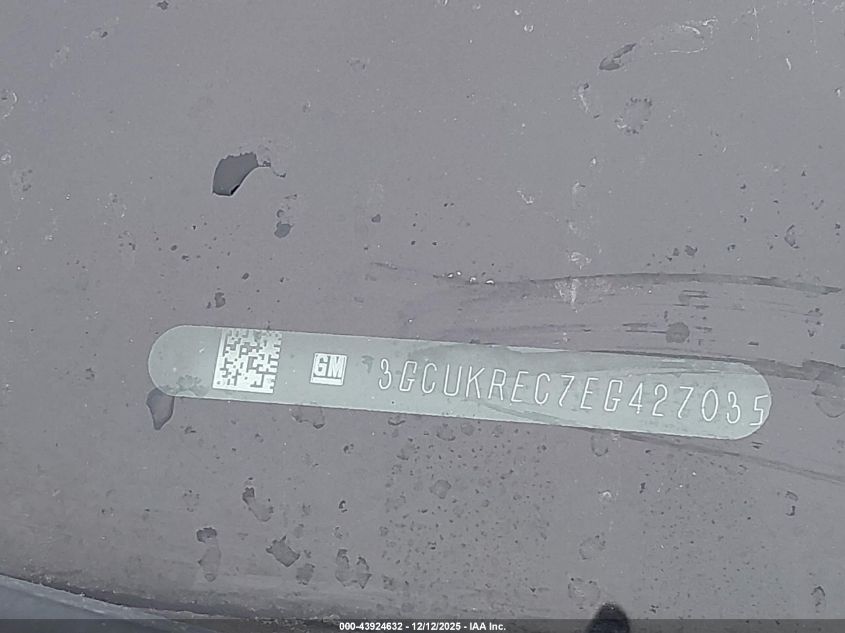 GM 3GCUKREC7EG427035
000-43924632 - 12/12/2025 - IAA Inc.